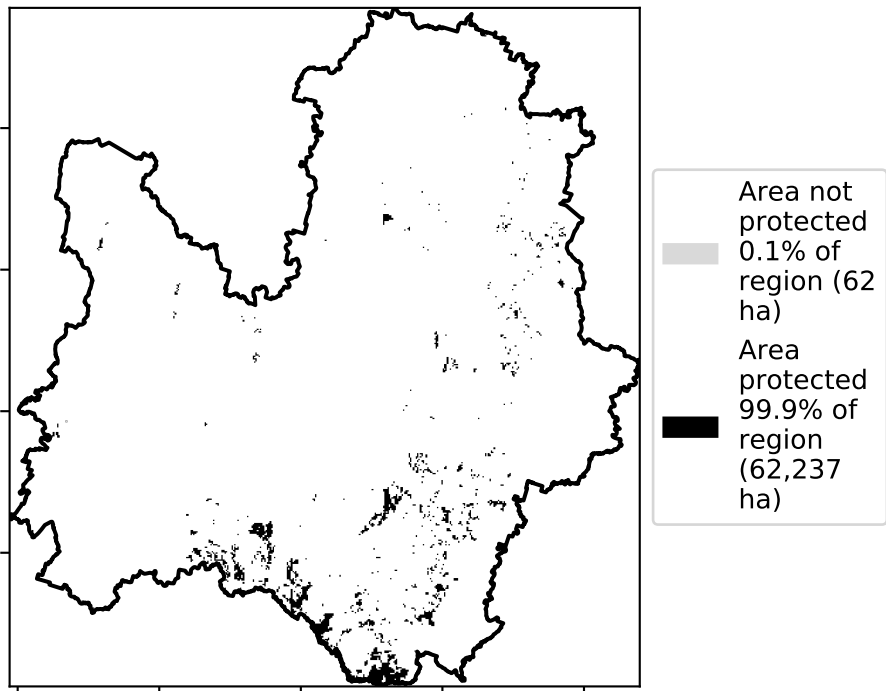 Area not
protected
0.1% of
region (62
ha)
Area
protected
99.9% of
region
(62,237
ha)